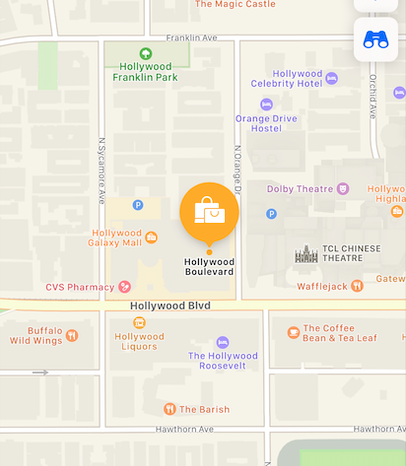 The Magic Castle
Franklin Ave
Hollywood
Franklin Park
Hollywood
Celebrity Hotel
Orchid Ave
Orange Drive
Hostel
N Sycamore Ave
N Orange Dr
Dolby Theatre
Hollywo
Highla
P
P
Hollywood
Galaxy Mall
TCL CHINESE
THEATRE
Hollywood
Boulevard
CVS Pharmacy
Wafflejack
Gatew
Hollywood Blvd
Buffalo
Wild Wings
Hollywood
Liquors
The Hollywood
Roosevelt
The Coffee
Bean & Tea Leaf
The Barish
Hawthorn Ave
Hawthorn Av